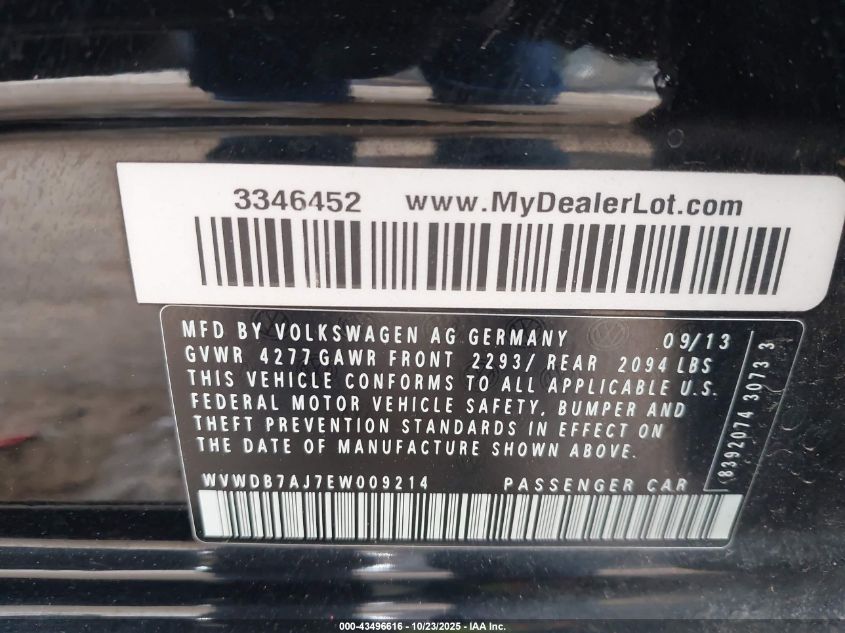 3346452 www.MyDealerLot.com
MFD BY VOLKSWAGEN AG GERMANY 09/13
GVWR 4277 GAWR FRONT 2293/ REAR 2094 LBS
THIS VEHICLE CONFORMS TO ALL APPLICABLE U.S.
FEDERAL MOTOR VEHICLE SAFETY, BUMPER AND
THEFT PREVENTION STANDARDS IN EFFECT ON
THE DATE OF MANUFACTURE SHOWN ABOVE.
WVWDB7AJ7EW009214 PASSENGER CAR
8392074 3073 3
000-43496616 - 10/23/2025 - IAA Inc.